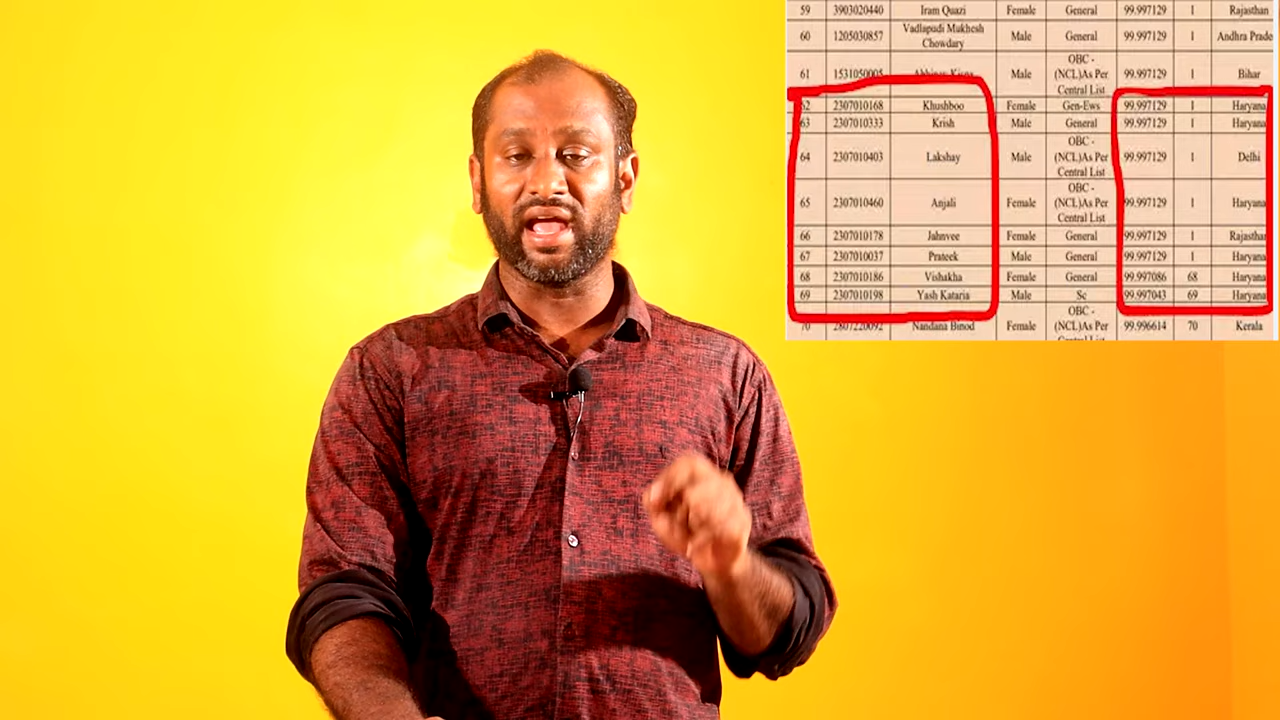 59 3903020440 Iram Quazi Female General 99.997129 1 Rajasthan
60 1205030857 Vadlapudi Mukhesh Chowdary Male General 99.997129 1 Andhra Prade
61 1531050005 Abhinav Kisna Male OBC - (NCL)As Per Central List 99.997129 1 Bihar
62 2307010168 Khushboo Female Gen-Ews 99.997129 1 Haryana
63 2307010333 Krish Male General 99.997129 1 Haryana
64 2307010403 Lakshay Male OBC - (NCL)As Per Central List 99.997129 1 Delhi
65 2307010460 Anjali Female OBC - (NCL)As Per Central List 99.997129 1 Haryana
66 2307010178 Jahnvee Female General 99.997129 1 Rajasthan
67 2307010037 Prateek Male General 99.997129 1 Haryana
68 2307010186 Vishakha Female General 99.997086 68 Haryana
69 2307010198 Yash Kataria Male Sc 99.997043 69 Haryana
70 Nandana Binod Female OBC - (NCL)As Per 99.996614 70 Kerala